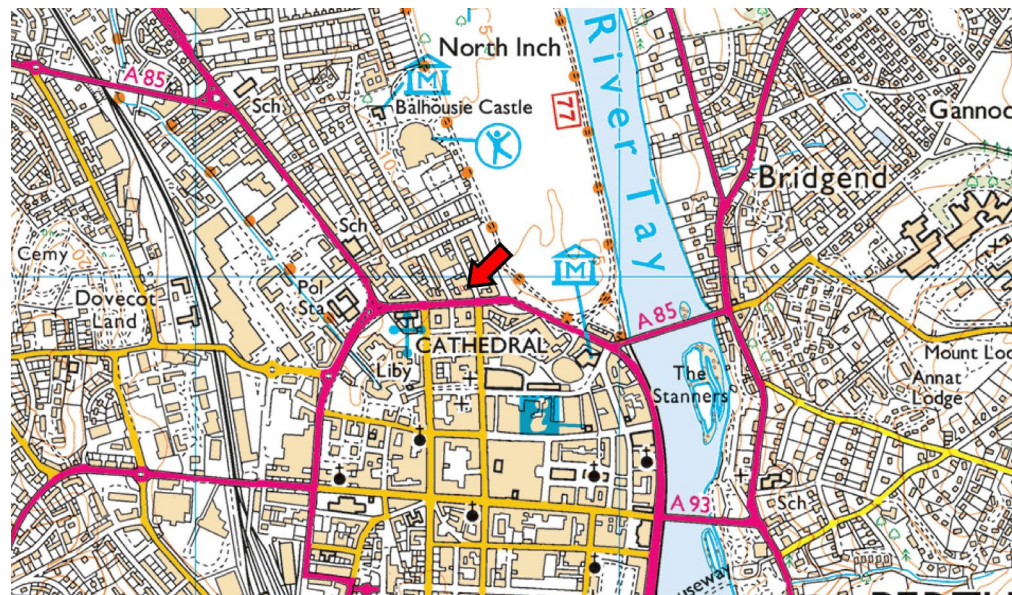 North Inch
M
Balhousie Castle
A 85
Sch
77
River Tay
Gannoc
Bridgend
Sch
Cemy
Pol
Sta
Dovecot
Land
M
A 85
CATHEDRAL
Liby
The
Stanners
Mount Loc
Annat
Lodge
A 93
Sch
useway